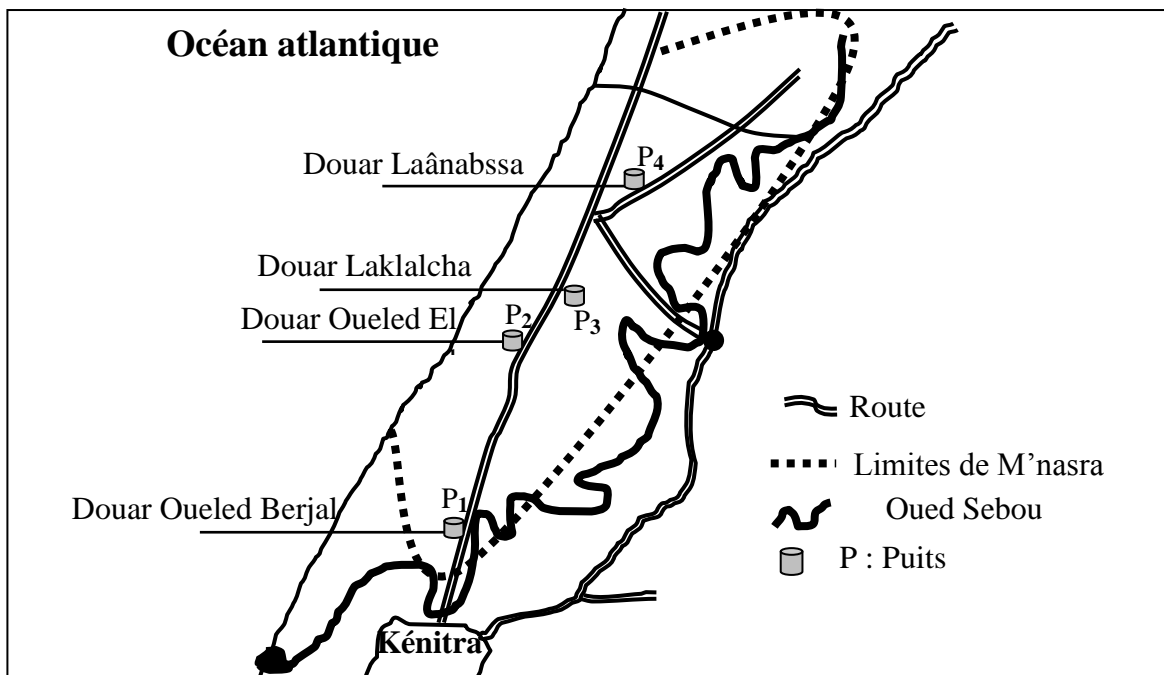 Océan atlantique
Douar Laânabssa
P4
Douar Laklalcha
P3
Douar Oueled El
P2
Douar Oueled Berjal
P1
Kénitra
Route
Limites de M’nasra
Oued Sebou
P : Puits